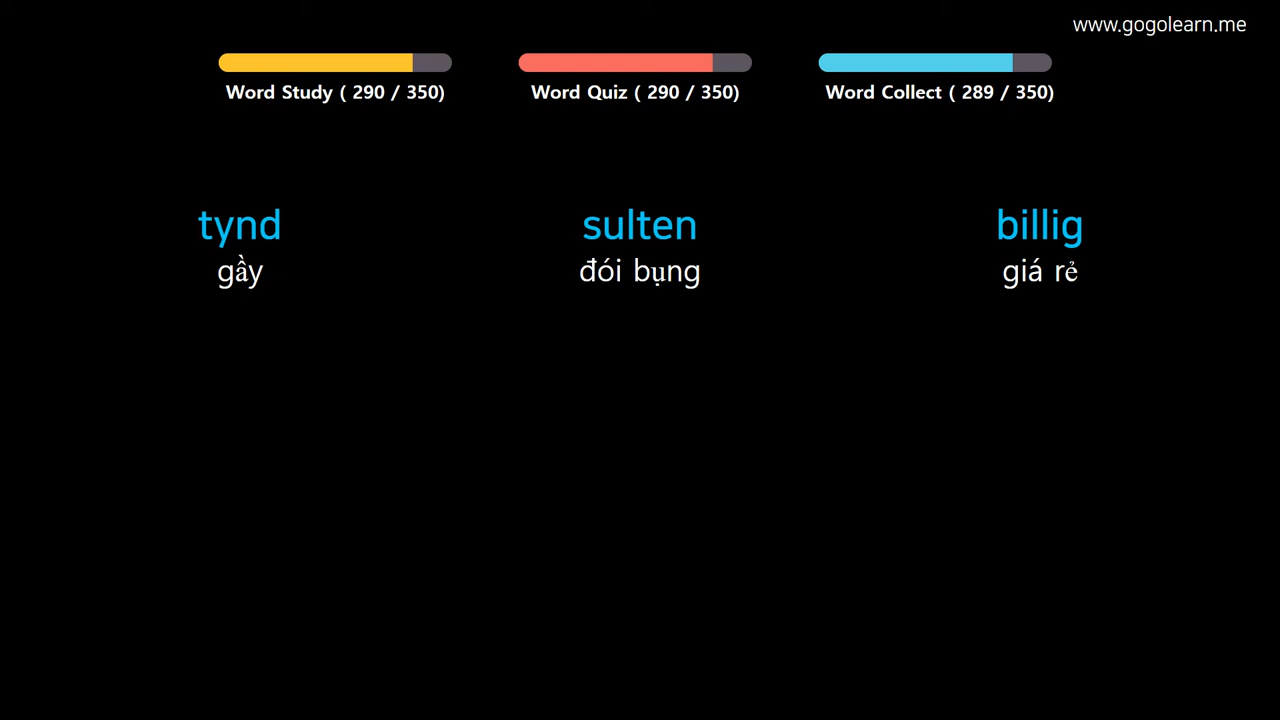 www.gogolearn.me
Word Study ( 290 / 350)
Word Quiz ( 290 / 350)
Word Collect ( 289 / 350)
tynd
gầy
sulten
đói bụng
billig
giá rẻ